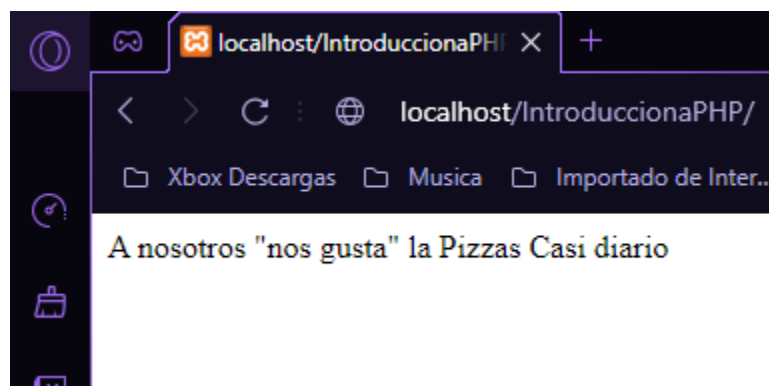 localhost/IntroduccionaPH
localhost/IntroduccionaPHP/
Xbox Descargas Musica Importado de Inter...
A nosotros "nos gusta" la Pizzas Casi diario